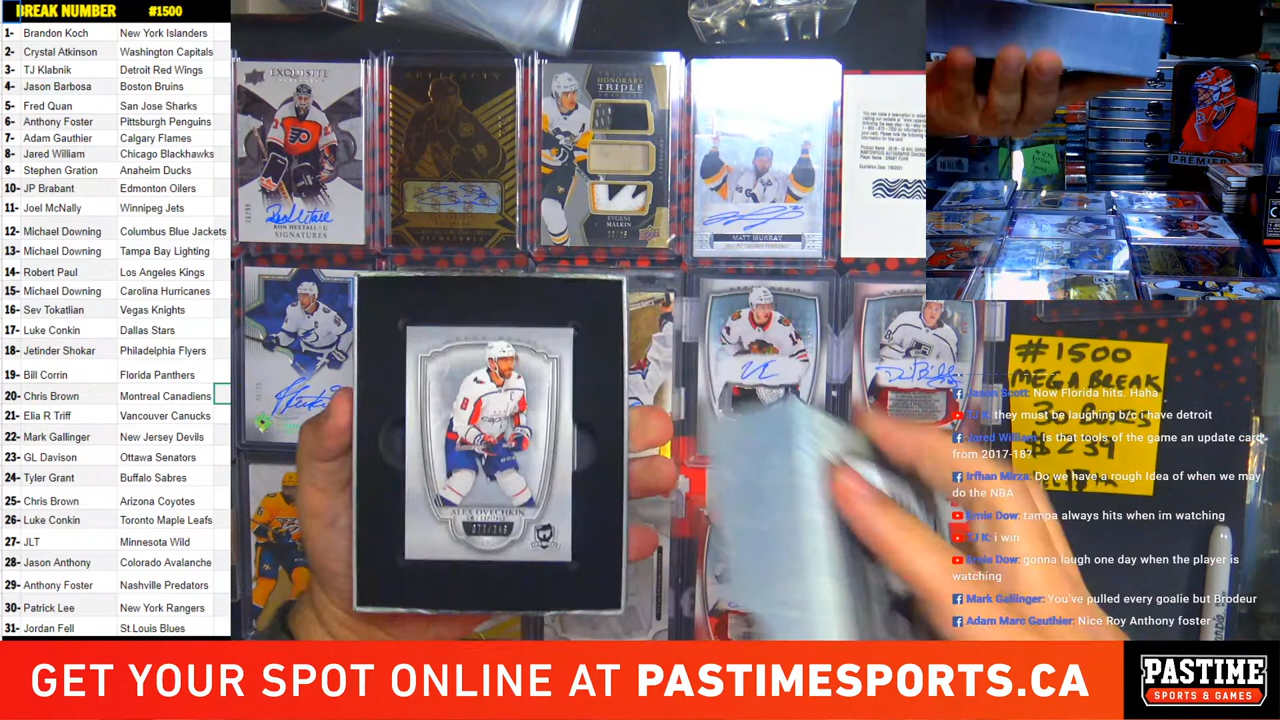 BREAK NUMBER #1500
1- Brandon Koch New York Islanders
2- Crystal Atkinson Washington Capitals
3- TJ Klabnik Detroit Red Wings
4- Jason Barbosa Boston Bruins
5- Fred Quan San Jose Sharks
6- Anthony Foster Pittsburgh Penguins
7- Adam Gauthier Calgary Flames
8- Jared William Chicago Blackhawks
9- Stephen Gration Anaheim Ducks
10- JP Brabant Edmonton Oilers
11- Joel McNally Winnipeg Jets
12- Michael Downing Columbus Blue Jackets
13- Michael Downing Tampa Bay Lighting
14- Robert Paul Los Angeles Kings
15- Michael Downing Carolina Hurricanes
16- Sev Tokatlian Vegas Knights
17- Luke Conkin Dallas Stars
18- Jetinder Shokar Philadelphia Flyers
19- Bill Corrin Florida Panthers
20- Chris Brown Montreal Canadiens
21- Elia R Triff Vancouver Canucks
22- Mark Gallinger New Jersey Devils
23- GL Davison Ottawa Senators
24- Tyler Grant Buffalo Sabres
25- Chris Brown Arizona Coyotes
26- Luke Conkin Toronto Maple Leafs
27- JLT Minnesota Wild
28- Jason Anthony Colorado Avalanche
29- Anthony Foster Nashville Predators
30- Patrick Lee New York Rangers
31- Jordan Fell St.Louis Blues
EXQUISITE
RON HEXTALL | G
SIGNATURES
ARTIFACTS
HONORARY
TRIPLE
EVGENI
MALKIN
MATT MURRAY
PREMIER
ALEX OVECHKIN
#1500
MEGA BREAK
$239
Jason Scott: Now Florida hits. Haha
TJ K: they must be laughing b/c i have detroit
Jared William: Is that tools of the game an update card
from 2017-18?
Irfhan Mirza: Do we have a rough Idea of when we may
do the NBA
Ernie Dow: tampa always hits when im watching
TJ K: i win
Ernie Dow: gonna laugh one day when the player is
watching
Mark Gallinger: You've pulled every goalie but Brodeur
Adam Marc Gauthier: Nice Roy Anthony foster
GET YOUR SPOT ONLINE AT PASTIMESPORTS.CA
PASTIME
SPORTS & GAMES